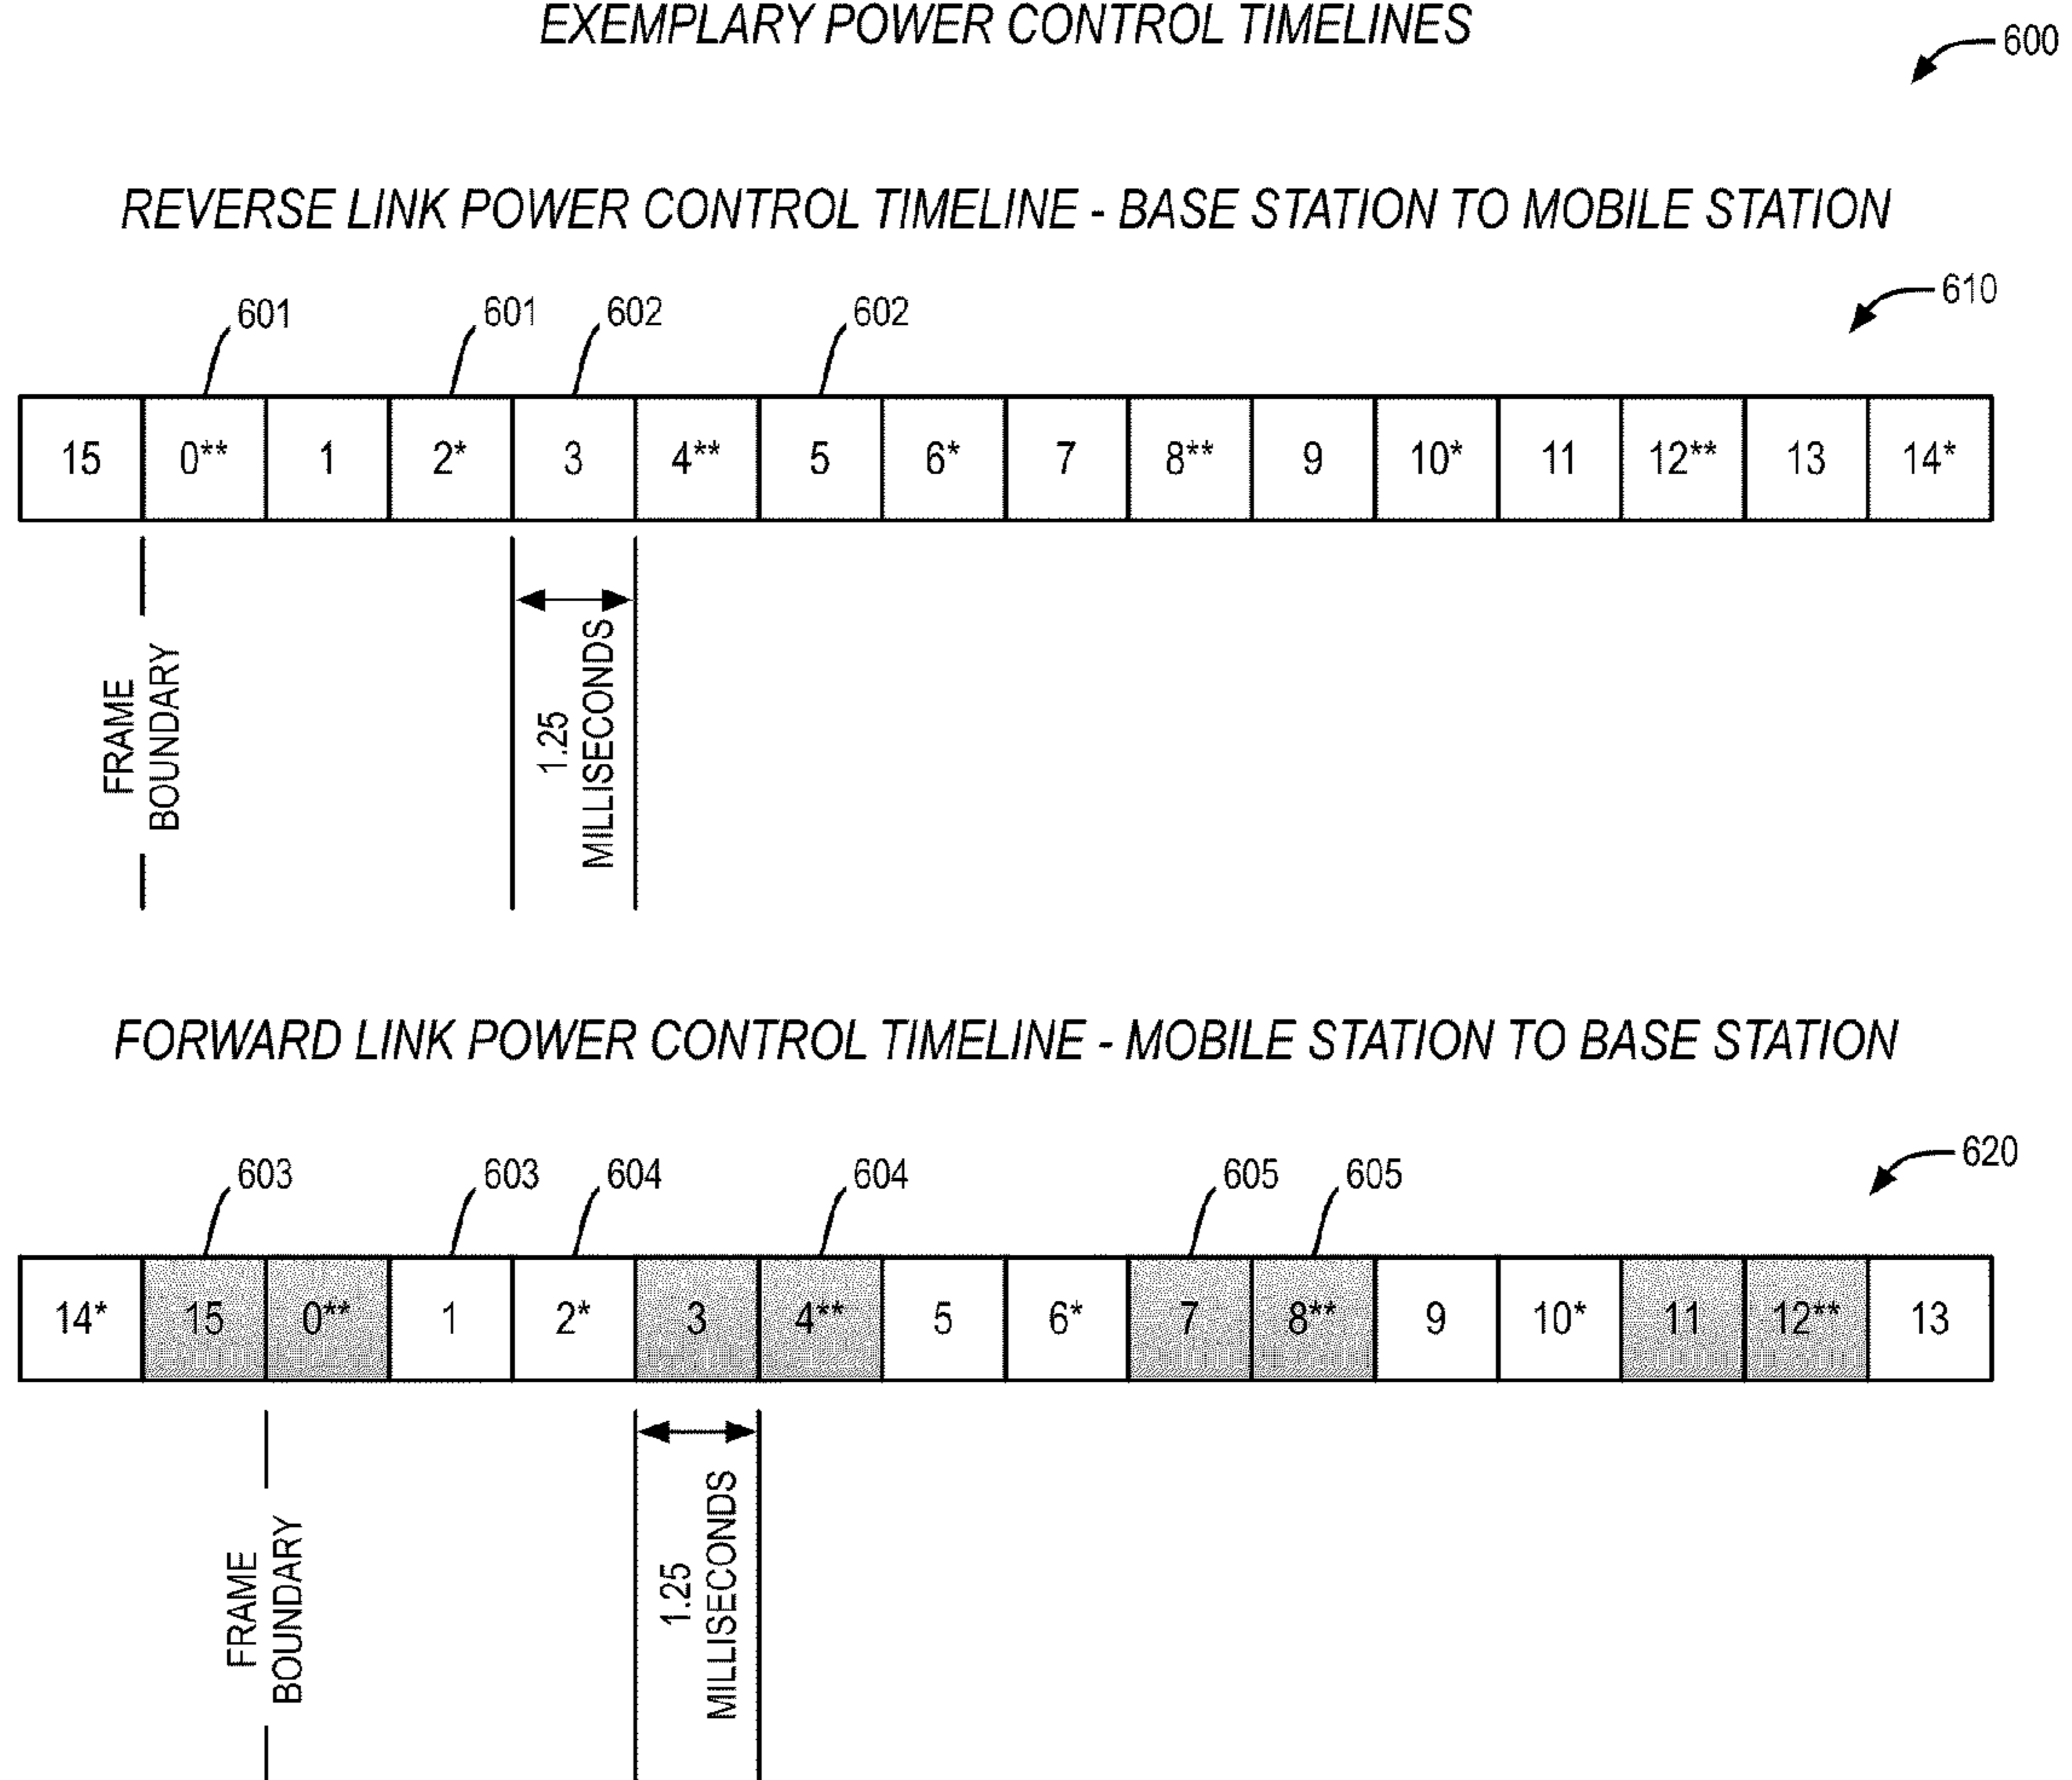 EXEMPLARY POWER CONTROL TIMELINES
600
REVERSE LINK POWER CONTROL TIMELINE - BASE STATION TO MOBILE STATION
610
601 601 602 602
15 0** 1 2* 3 4** 5 6* 7 8** 9 10* 11 12** 13 14*
FRAME
BOUNDARY
1.25
MILLISECONDS
FORWARD LINK POWER CONTROL TIMELINE - MOBILE STATION TO BASE STATION
620
603 603 604 604 605 605
14* 15 0** 1 2* 3 4** 5 6* 7 8** 9 10* 11 12** 13
FRAME
BOUNDARY
1.25
MILLISECONDS